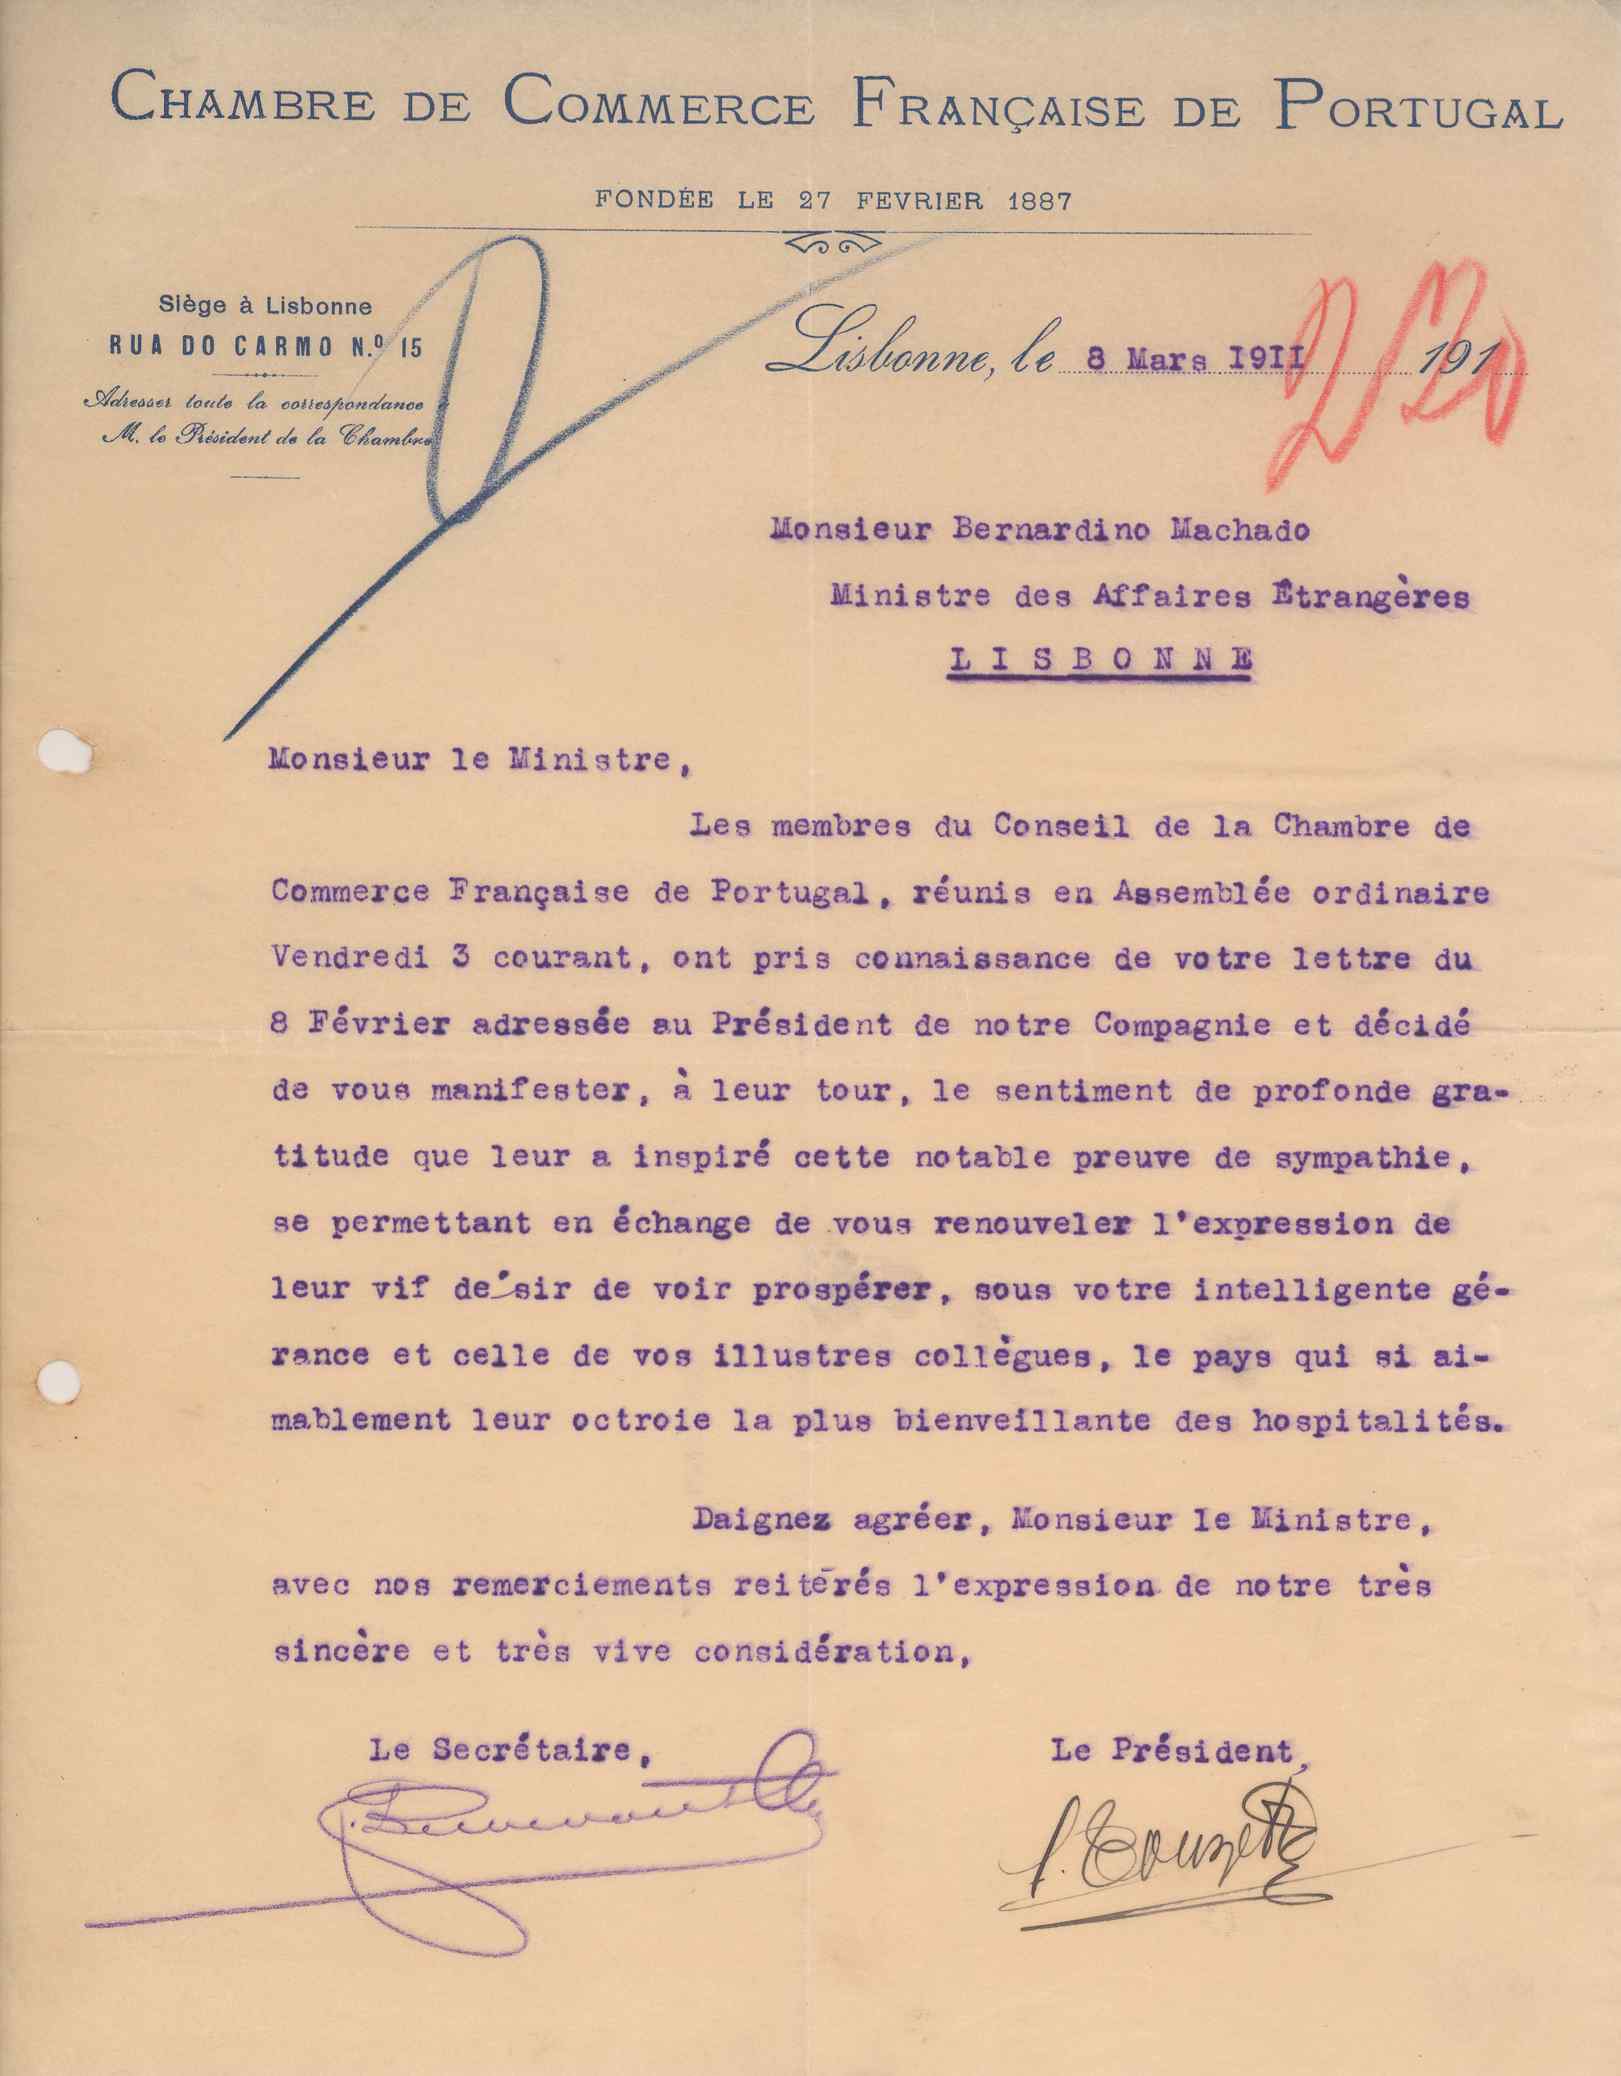 CHAMBRE DE COMMERCE FRANÇAISE DE PORTUGAL
FONDÉE LE 27 FEVRIER 1887
Siège à Lisbonne
RUA DO CARMO N.º 15
Adresser toute la correspondance à
M. le Président de la Chambre
Lisbonne, le 8 Mars 1911 191
Monsieur Bernardino Machado
Ministre des Affaires Étrangères
LISBONNE
Monsieur le Ministre,
Les membres du Conseil de la Chambre de
Commerce Française de Portugal, réunis en Assemblée ordinaire
Vendredi 3 courant, ont pris connaissance de votre lettre du
8 Février adressée au Président de notre Compagnie et décidé
de vous manifester, à leur tour, le sentiment de profonde gra-
titude que leur a inspiré cette notable preuve de sympathie,
se permettant en échange de vous renouveler l'expression de
leur vif désir de voir prospérer, sous votre intelligente gé-
rance et celle de vos illustres collègues, le pays qui si ai-
mablement leur octroie la plus bienveillante des hospitalités.
Daignez agréer, Monsieur le Ministre,
avec nos remerciements reitérés l'expression de notre très
sincère et très vive considération,
Le Secrétaire,
Le Président,